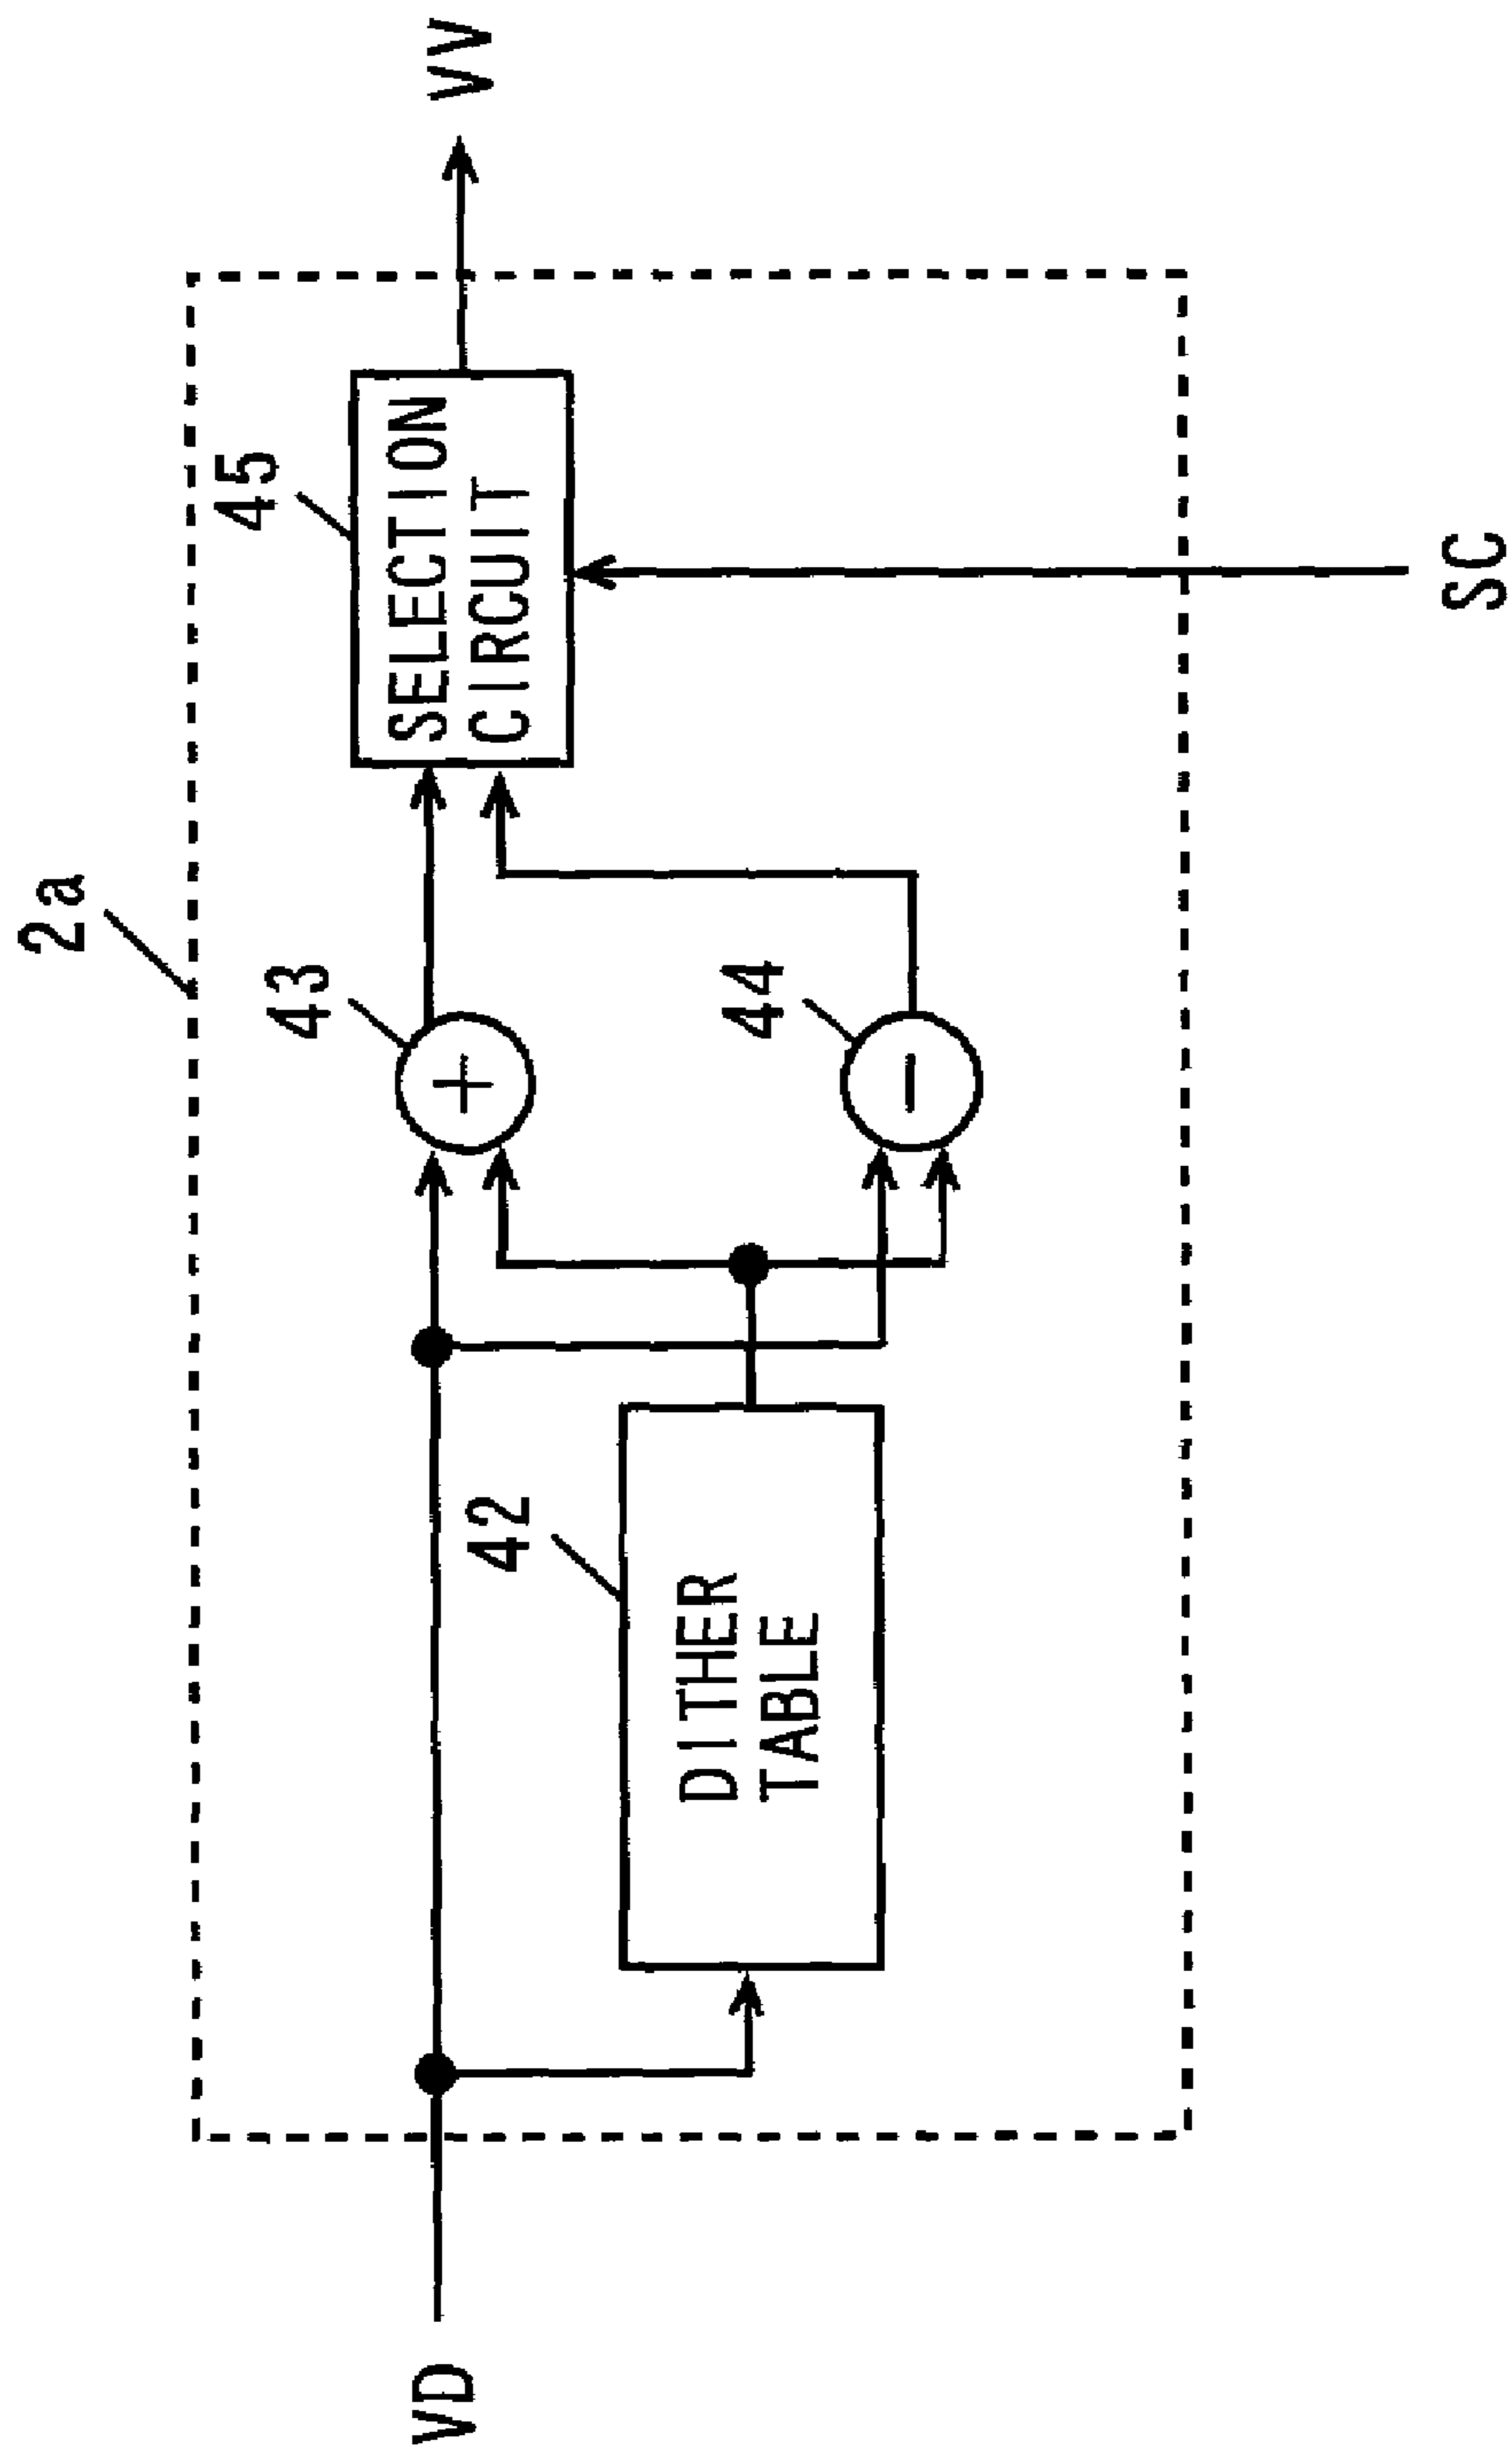 2a
VD
42
DITHER
TABLE
43
44
45
SELECTION
CIRCUIT
VV
SC